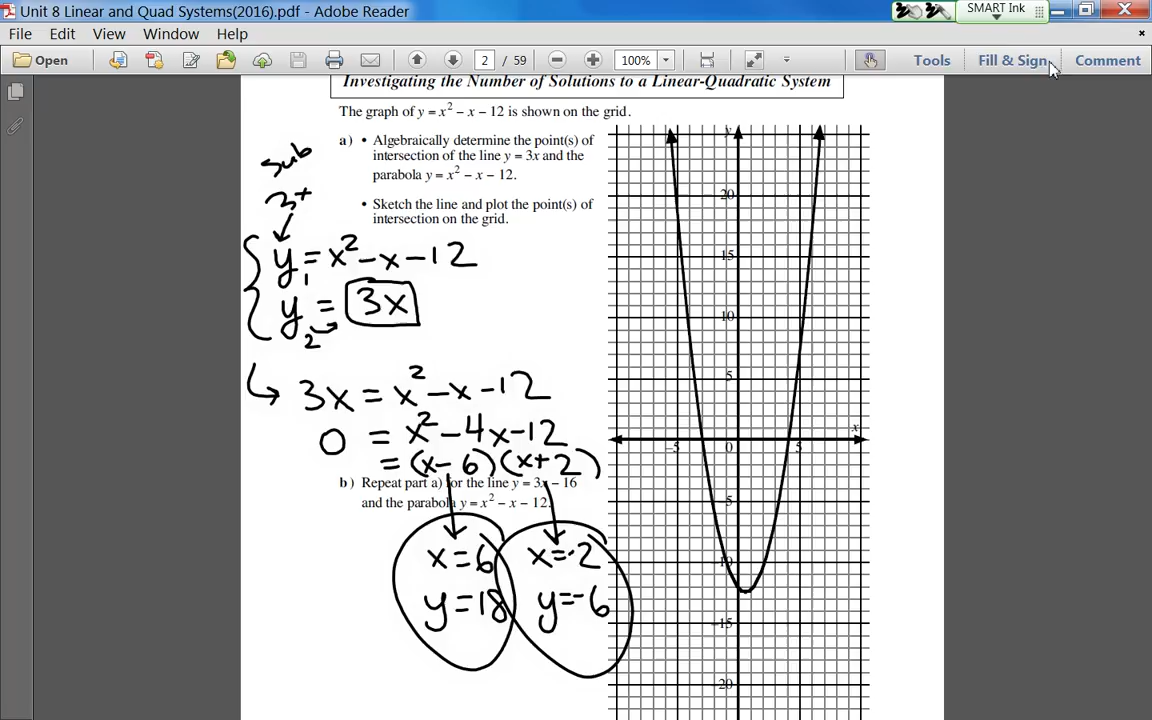 Unit 8 Linear and Quad Systems(2016).pdf - Adobe Reader
SMART Ink
File Edit View Window Help
Open 2 / 59 100% Tools Fill & Sign Comment
Investigating the Number of Solutions to a Linear-Quadratic System
The graph of y = x² − x − 12 is shown on the grid.
a) • Algebraically determine the point(s) of
intersection of the line y = 3x and the
parabola y = x² − x − 12.
• Sketch the line and plot the point(s) of
intersection on the grid.
sub
y₁ = x² − x − 12
y₂ = 3x
3x = x² − x − 12
0 = x² − 4x − 12
= (x − 6)(x + 2)
b) Repeat part a) for the line y = 3x − 16
and the parabola y = x² − x − 12.
x = 6 x = -2
y = 18 y = -6
y
20
15
10
5
x
−5 0 5
−5
−10
−15
−20